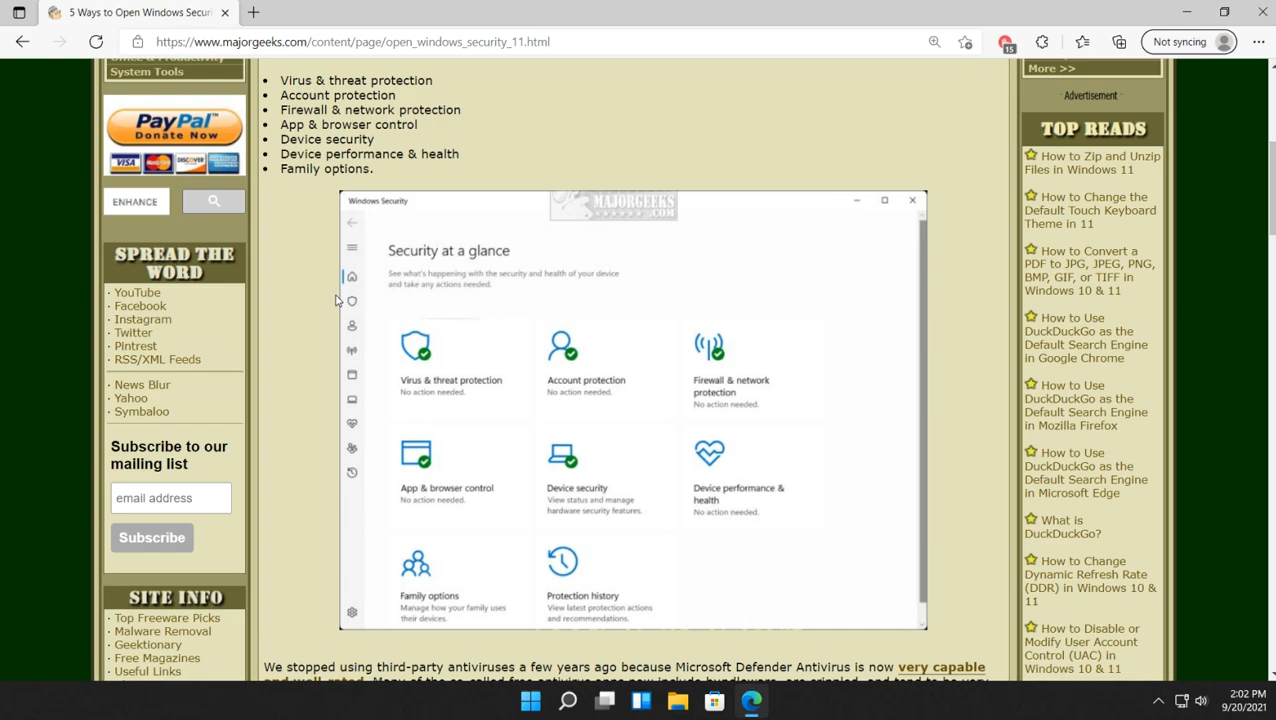 5 Ways to Open Windows Securi
https://www.majorgeeks.com/content/page/open_windows_security_11.html
15
Not syncing
System Tools
PayPal
Donate Now
VISA
MasterCard
DISCOVER
ENHANCE
SPREAD THE
WORD
· YouTube
· Facebook
· Instagram
· Twitter
· Pintrest
· RSS/XML Feeds
· News Blur
· Yahoo
· Symbaloo
Subscribe to our
mailing list
email address
Subscribe
SITE INFO
· Top Freeware Picks
· Malware Removal
· Geektionary
· Free Magazines
· Useful Links
• Virus & threat protection
• Account protection
• Firewall & network protection
• App & browser control
• Device security
• Device performance & health
• Family options.
Windows Security
MAJORGEEKS
.COM
Security at a glance
See what's happening with the security and health of your device
and take any actions needed.
Virus & threat protection
No action needed.
Account protection
No action needed.
Firewall & network
protection
No action needed.
App & browser control
No action needed.
Device security
View status and manage
hardware security features.
Device performance &
health
No action needed.
Family options
Manage how your family uses
their devices.
Protection history
View latest protection actions
and recommendations.
We stopped using third-party antiviruses a few years ago because Microsoft Defender Antivirus is now very capable
More >>
- Advertisement -
TOP READS
How to Zip and Unzip
Files in Windows 11
How to Change the
Default Touch Keyboard
Theme in 11
How to Convert a
PDF to JPG, JPEG, PNG,
BMP, GIF, or TIFF in
Windows 10 & 11
How to Use
DuckDuckGo as the
Default Search Engine
in Google Chrome
How to Use
DuckDuckGo as the
Default Search Engine
in Mozilla Firefox
How to Use
DuckDuckGo as the
Default Search Engine
in Microsoft Edge
What is
DuckDuckGo?
How to Change
Dynamic Refresh Rate
(DDR) in Windows 10 &
11
How to Disable or
Modify User Account
Control (UAC) in
Windows 10 & 11
2:02 PM
9/20/2021